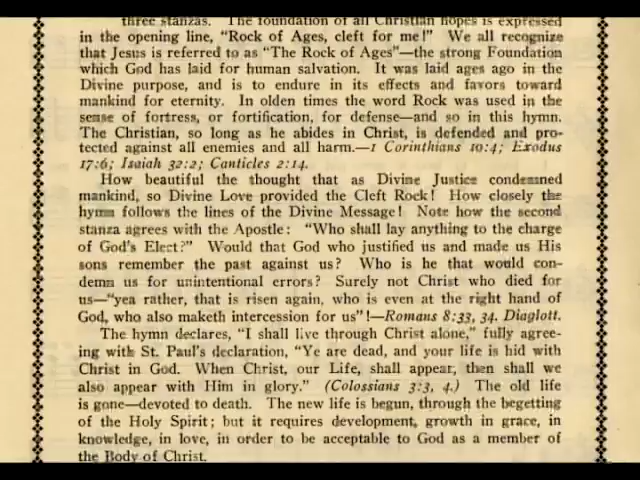 three stanzas. The foundation of all Christian hopes is expressed
in the opening line, "Rock of Ages, cleft for me!" We all recognize
that Jesus is referred to as "The Rock of Ages"—the strong Foundation
which God has laid for human salvation. It was laid ages ago in the
Divine purpose, and is to endure in its effects and favors toward
mankind for eternity. In olden times the word Rock was used in the
sense of fortress, or fortification, for defense—and so in this hymn.
The Christian, so long as he abides in Christ, is defended and pro-
tected against all enemies and all harm.—1 Corinthians 10:4; Exodus
17:6; Isaiah 32:2; Canticles 2:14.
How beautiful the thought that as Divine Justice condemned
mankind, so Divine Love provided the Cleft Rock! How closely the
hymn follows the lines of the Divine Message! Note how the second
stanza agrees with the Apostle: "Who shall lay anything to the charge
of God's Elect?" Would that God who justified us and made us His
sons remember the past against us? Who is he that would con-
demn us for unintentional errors? Surely not Christ who died for
us—"yea rather, that is risen again, who is even at the right hand of
God, who also maketh intercession for us"!—Romans 8:33, 34. Diaglott.
The hymn declares, "I shall live through Christ alone," fully agree-
ing with St. Paul's declaration, "Ye are dead, and your life is hid with
Christ in God. When Christ, our Life, shall appear, then shall we
also appear with Him in glory." (Colossians 3:3, 4.) The old life
is gone—devoted to death. The new life is begun, through the begetting
of the Holy Spirit; but it requires development, growth in grace, in
knowledge, in love, in order to be acceptable to God as a member of
the Body of Christ.